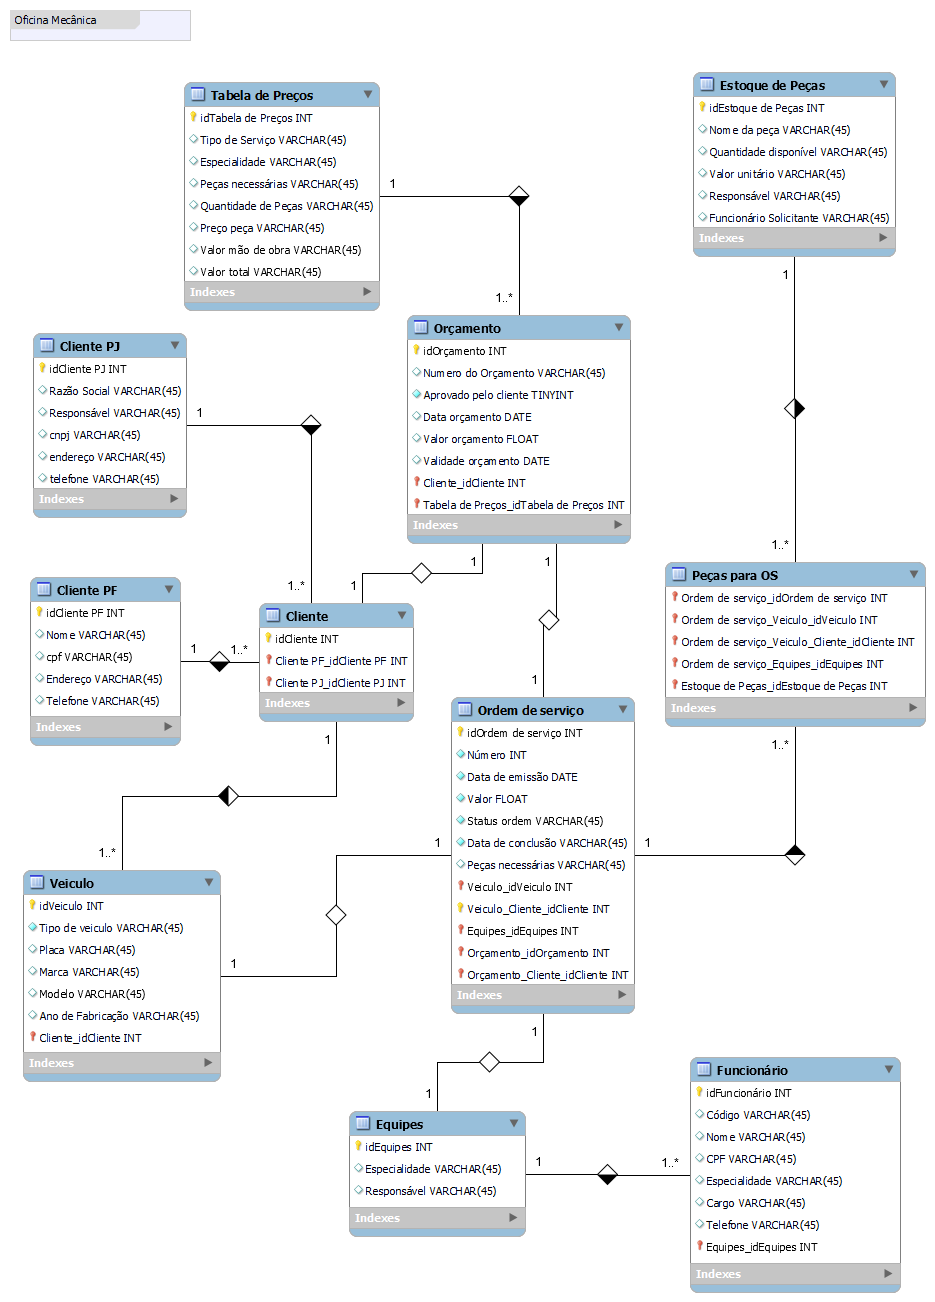 Oficina Mecânica
Tabela de Preços
idTabela de Preços INT
Tipo de Serviço VARCHAR(45)
Especialidade VARCHAR(45)
Peças necessárias VARCHAR(45)
Quantidade de Peças VARCHAR(45)
Preço peça VARCHAR(45)
Valor mão de obra VARCHAR(45)
Valor total VARCHAR(45)
Indexes
1
1..*
Estoque de Peças
idEstoque de Peças INT
Nome da peça VARCHAR(45)
Quantidade disponível VARCHAR(45)
Valor unitário VARCHAR(45)
Responsável VARCHAR(45)
Funcionário Solicitante VARCHAR(45)
Indexes
1
1..*
Orçamento
idOrçamento INT
Numero do Orçamento VARCHAR(45)
Aprovado pelo cliente TINYINT
Data orçamento DATE
Valor orçamento FLOAT
Validade orçamento DATE
Cliente_idCliente INT
Tabela de Preços_idTabela de Preços INT
Indexes
1
1
1
1
Cliente PJ
idCliente PJ INT
Razão Social VARCHAR(45)
Responsável VARCHAR(45)
cnpj VARCHAR(45)
endereço VARCHAR(45)
telefone VARCHAR(45)
Indexes
1
1..*
Cliente PF
idCliente PF INT
Nome VARCHAR(45)
cpf VARCHAR(45)
Endereço VARCHAR(45)
Telefone VARCHAR(45)
Indexes
1
1..*
Cliente
idCliente INT
Cliente PF_idCliente PF INT
Cliente PJ_idCliente PJ INT
Indexes
1
1..*
Peças para OS
Ordem de serviço_idOrdem de serviço INT
Ordem de serviço_Veiculo_idVeiculo INT
Ordem de serviço_Veiculo_Cliente_idCliente INT
Ordem de serviço_Equipes_idEquipes INT
Estoque de Peças_idEstoque de Peças INT
Indexes
1..*
1
Ordem de serviço
idOrdem de serviço INT
Número INT
Data de emissão DATE
Valor FLOAT
Status ordem VARCHAR(45)
Data de conclusão VARCHAR(45)
Peças necessárias VARCHAR(45)
Veiculo_idVeiculo INT
Veiculo_Cliente_idCliente INT
Equipes_idEquipes INT
Orçamento_idOrçamento INT
Orçamento_Cliente_idCliente INT
Indexes
1
1
1
1
Veiculo
idVeiculo INT
Tipo de veiculo VARCHAR(45)
Placa VARCHAR(45)
Marca VARCHAR(45)
Modelo VARCHAR(45)
Ano de Fabricação VARCHAR(45)
Cliente_idCliente INT
Indexes
Equipes
idEquipes INT
Especialidade VARCHAR(45)
Responsável VARCHAR(45)
Indexes
1
1..*
Funcionário
idFuncionário INT
Código VARCHAR(45)
Nome VARCHAR(45)
CPF VARCHAR(45)
Especialidade VARCHAR(45)
Cargo VARCHAR(45)
Telefone VARCHAR(45)
Equipes_idEquipes INT
Indexes